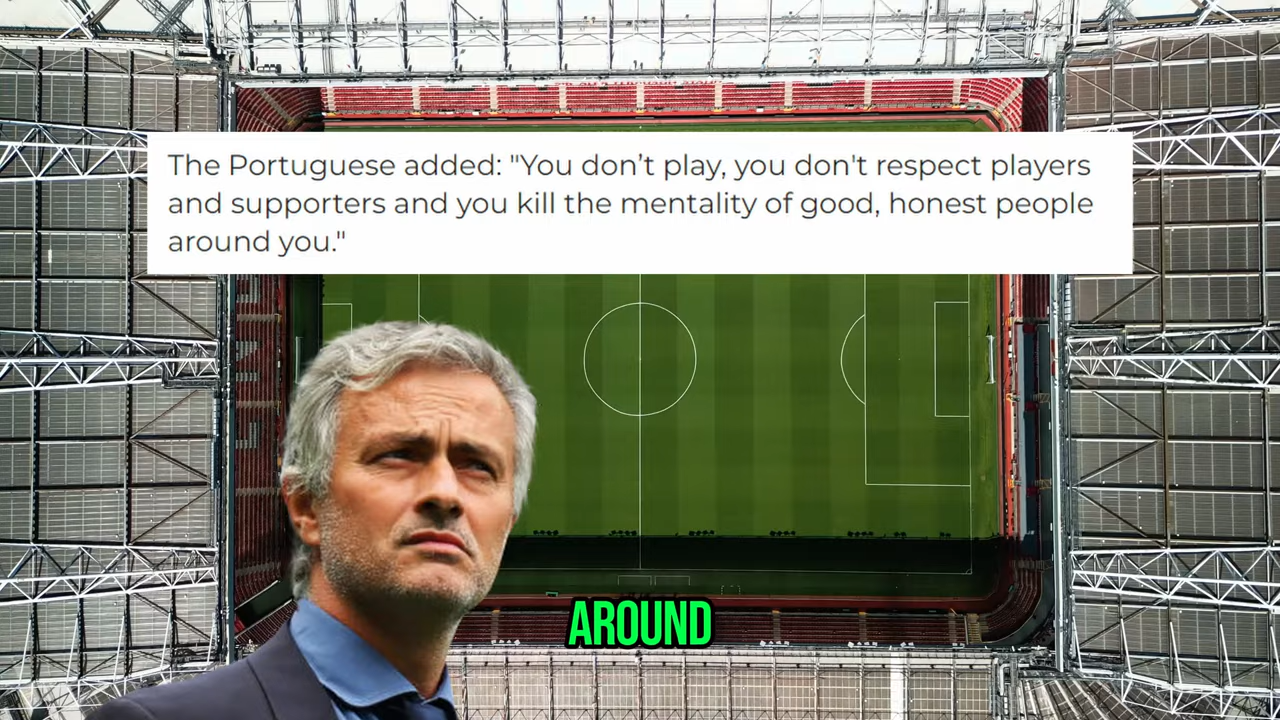 The Portuguese added: "You don’t play, you don't respect players
and supporters and you kill the mentality of good, honest people
around you."
AROUND